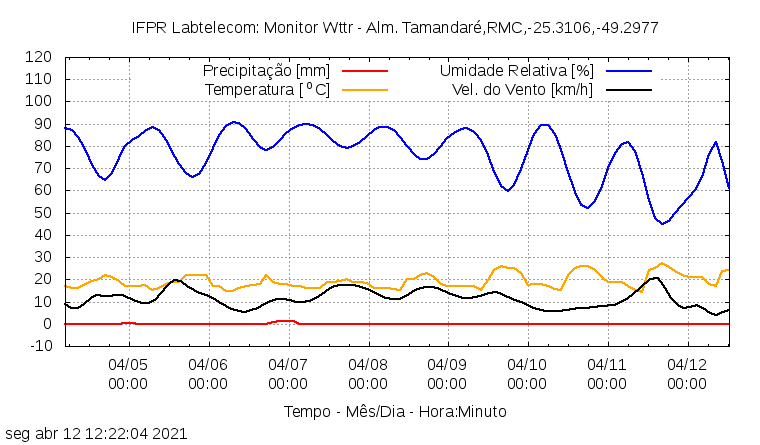 IFPR Labtelecom: Monitor Wttr - Alm. Tamandaré,RMC,-25.3106,-49.2977
120
110
100
90
80
70
60
50
40
30
20
10
0
-10
Precipitação [mm]
Temperatura [⁰C]
Umidade Relativa [%]
Vel. do Vento [km/h]
04/05 04/06 04/07 04/08 04/09 04/10 04/11 04/12
00:00 00:00 00:00 00:00 00:00 00:00 00:00 00:00
Tempo - Mês/Dia - Hora:Minuto
seg abr 12 12:22:04 2021